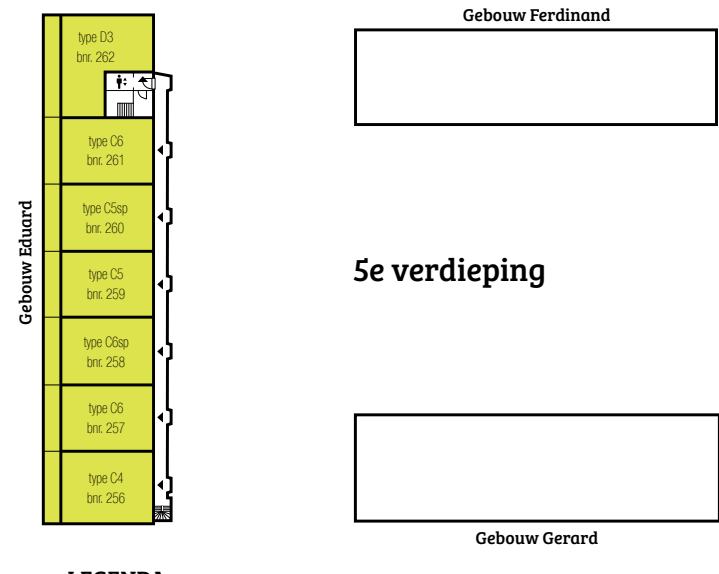 Gebouw Ferdinand
type D3
bnr. 262
type C6
bnr. 261
type C5sp
bnr. 260
Gebouw Eduard
5e verdieping
type C5
bnr. 259
type C6sp
bnr. 258
type C6
bnr. 257
type C4
bnr. 256
Gebouw Gerard
LEGENDA